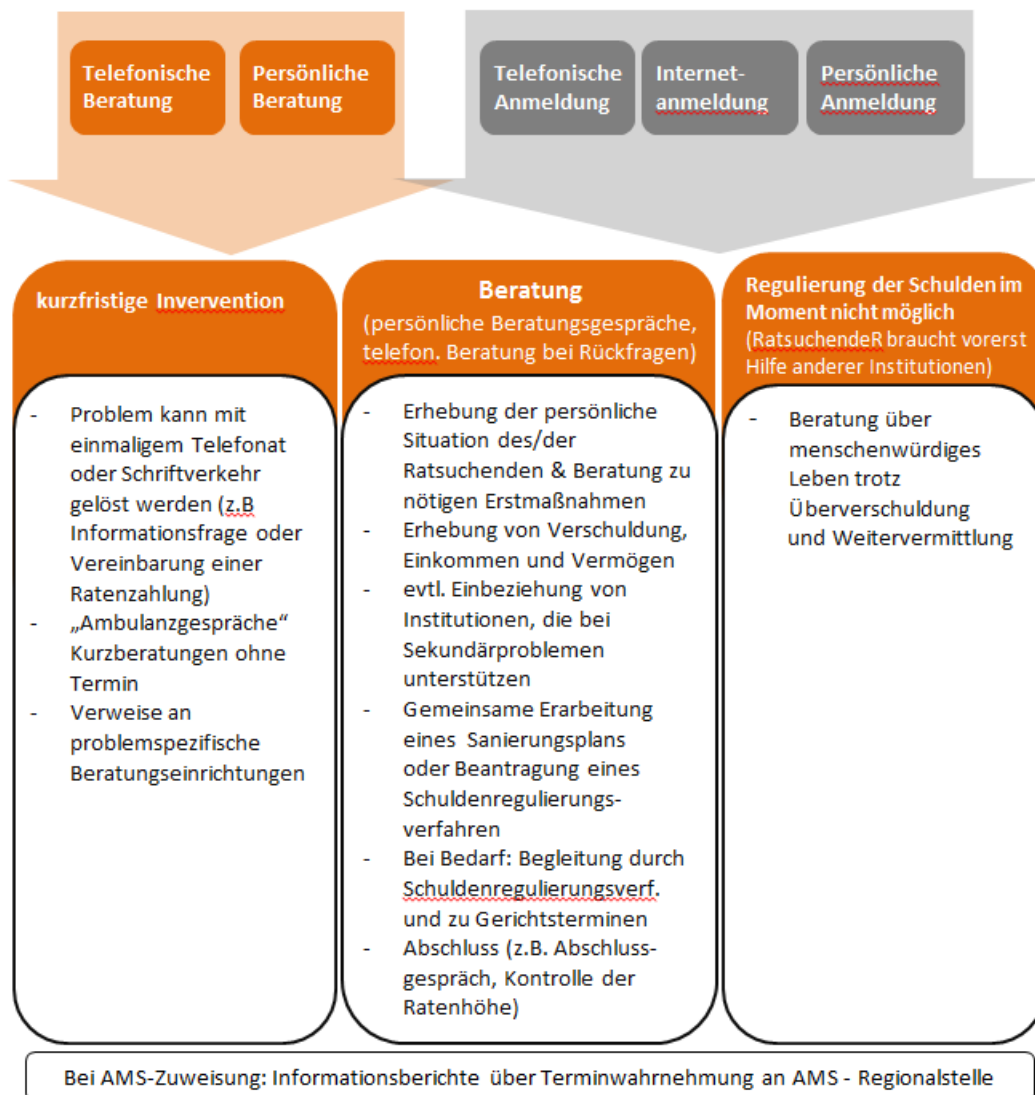 Telefonische
Beratung
Persönliche
Beratung
Telefonische
Anmeldung
Internet-
anmeldung
Persönliche
Anmeldung
kurzfristige Invervention
- Problem kann mit
einmaligem Telefonat
oder Schriftverkehr
gelöst werden (z.B
Informationsfrage oder
Vereinbarung einer
Ratenzahlung)
- „Ambulanzgespräche“
Kurzberatungen ohne
Termin
- Verweise an
problemspezifische
Beratungseinrichtungen
Beratung
(persönliche Beratungsgespräche,
telefon. Beratung bei Rückfragen)
- Erhebung der persönliche
Situation des/der
Ratsuchenden & Beratung zu
nötigen Erstmaßnahmen
- Erhebung von Verschuldung,
Einkommen und Vermögen
- evtl. Einbeziehung von
Institutionen, die bei
Sekundärproblemen
unterstützen
- Gemeinsame Erarbeitung
eines Sanierungsplans
oder Beantragung eines
Schuldenregulierungs-
verfahren
- Bei Bedarf: Begleitung durch
Schuldenregulierungsverf.
und zu Gerichtsterminen
- Abschluss (z.B. Abschluss-
gespräch, Kontrolle der
Ratenhöhe)
Regulierung der Schulden im
Moment nicht möglich
(RatsuchendeR braucht vorerst
Hilfe anderer Institutionen)
- Beratung über
menschenwürdiges
Leben trotz
Überverschuldung
und Weitervermittlung
Bei AMS-Zuweisung: Informationsberichte über Terminwahrnehmung an AMS - Regionalstelle